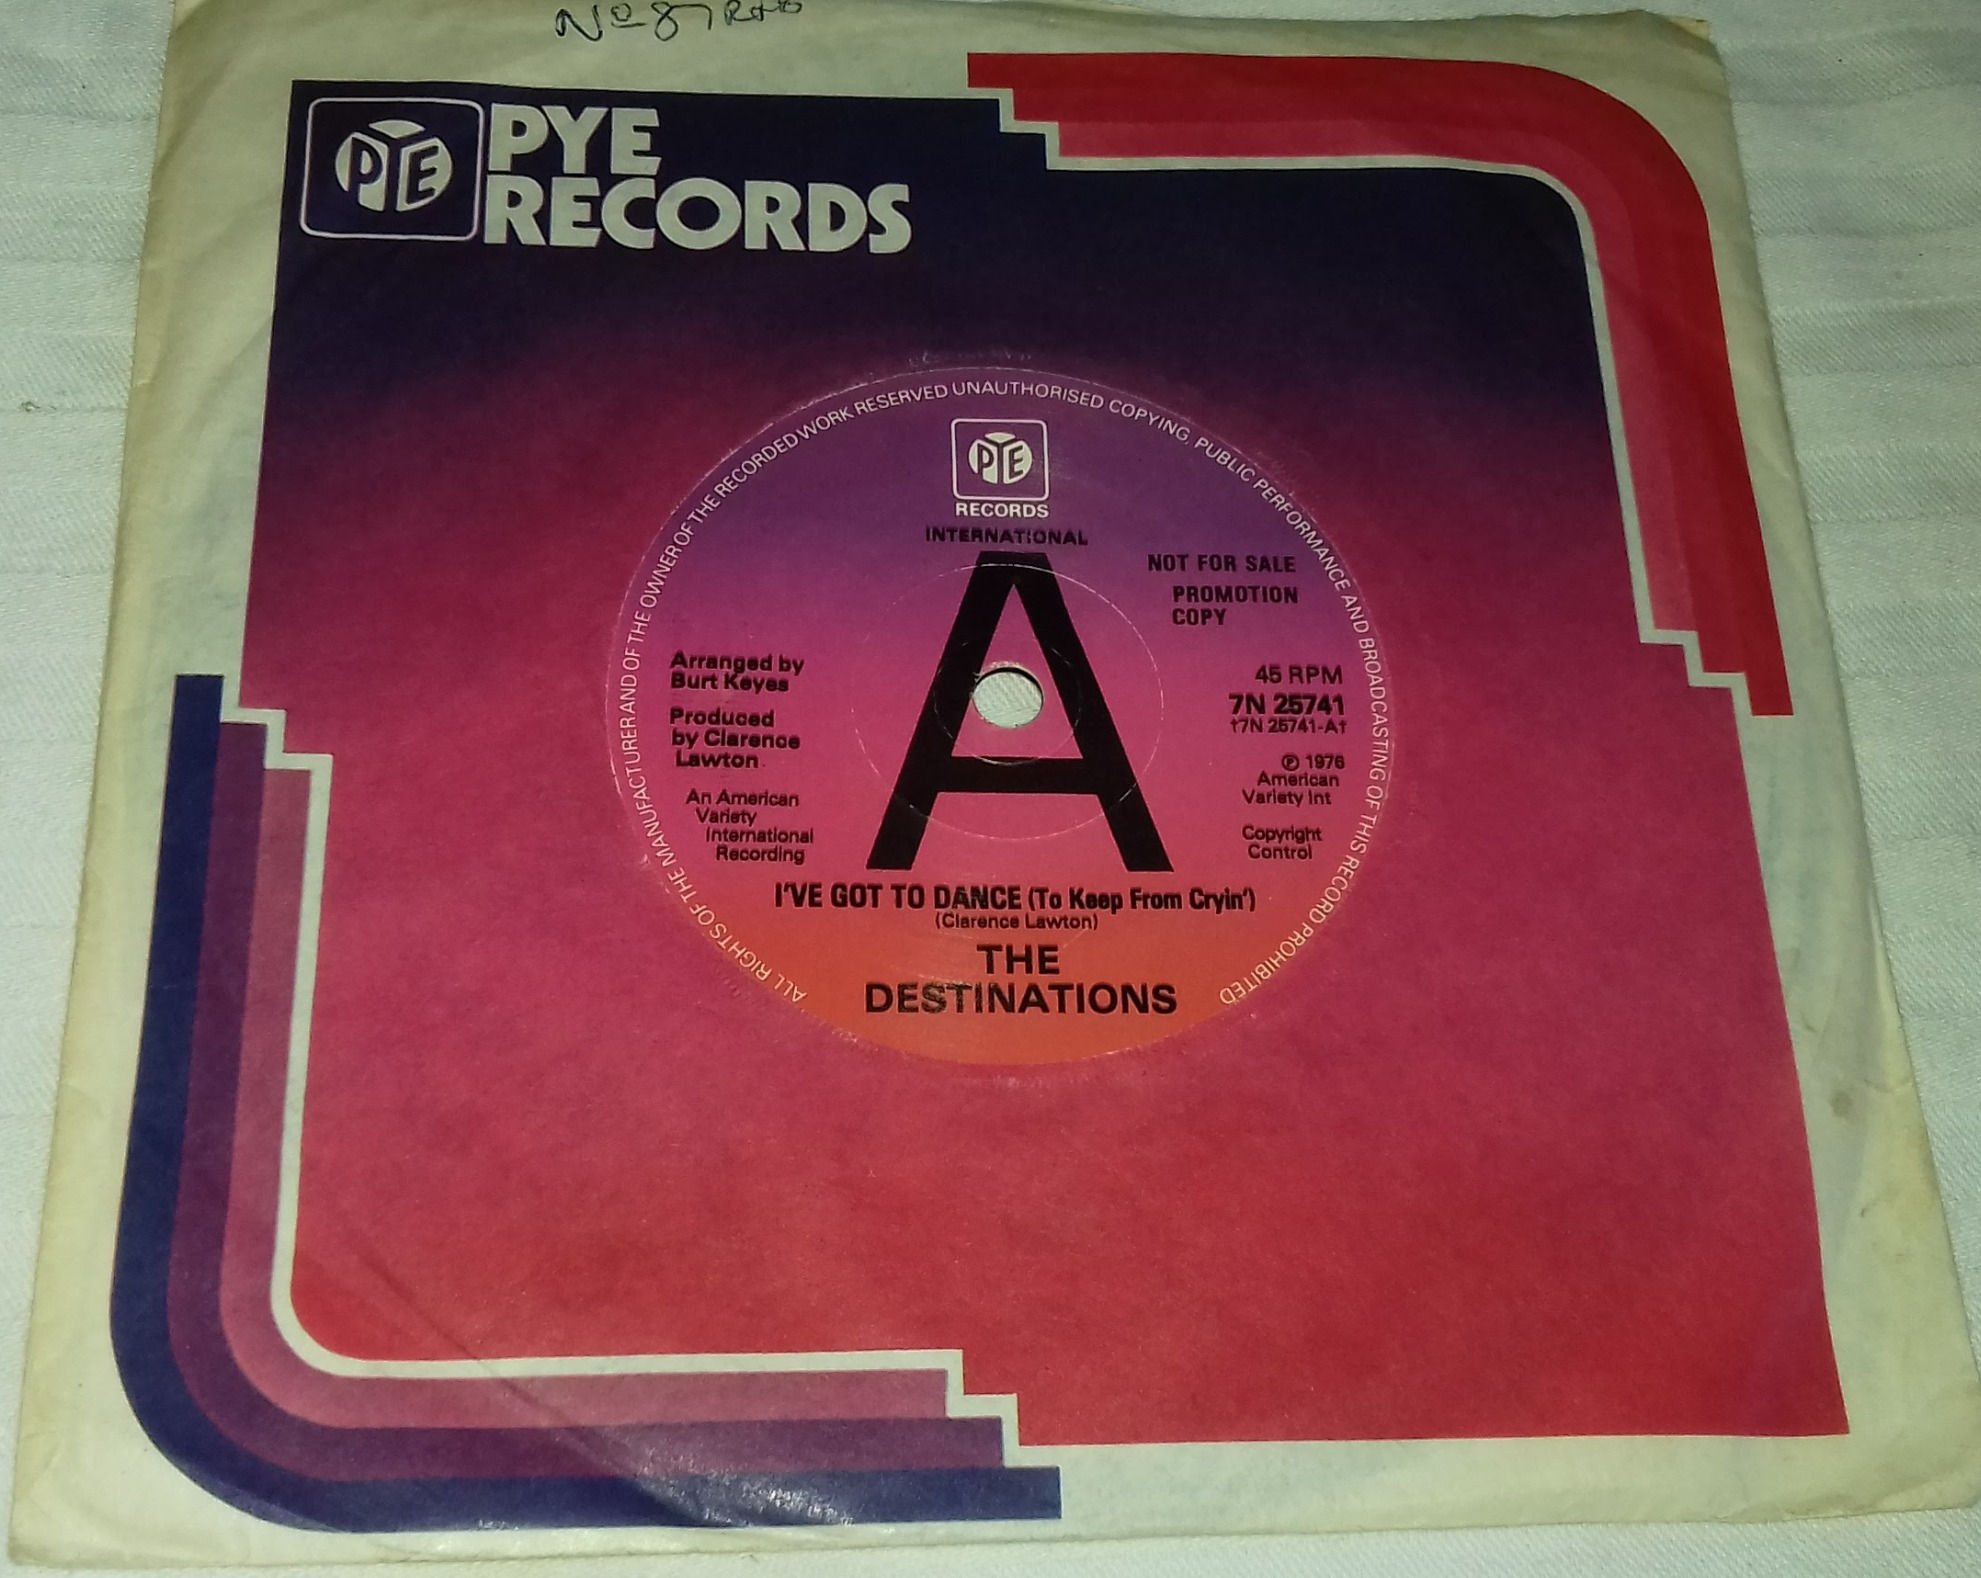 No 87 R+B
PYE
PYE
RECORDS
ALL RIGHTS OF THE MANUFACTURER AND OF THE OWNER OF THE RECORDED WORK RESERVED UNAUTHORISED COPYING, PUBLIC PERFORMANCE AND BROADCASTING OF THIS RECORD PROHIBITED
PYE
RECORDS
INTERNATIONAL
A
NOT FOR SALE
PROMOTION
COPY
Arranged by
Burt Keyes
Produced
by Clarence
Lawton
An American
Variety
International
Recording
45 RPM
7N 25741
†7N 25741-A†
℗ 1976
American
Variety Int
Copyright
Control
I'VE GOT TO DANCE (To Keep From Cryin')
(Clarence Lawton)
THE
DESTINATIONS